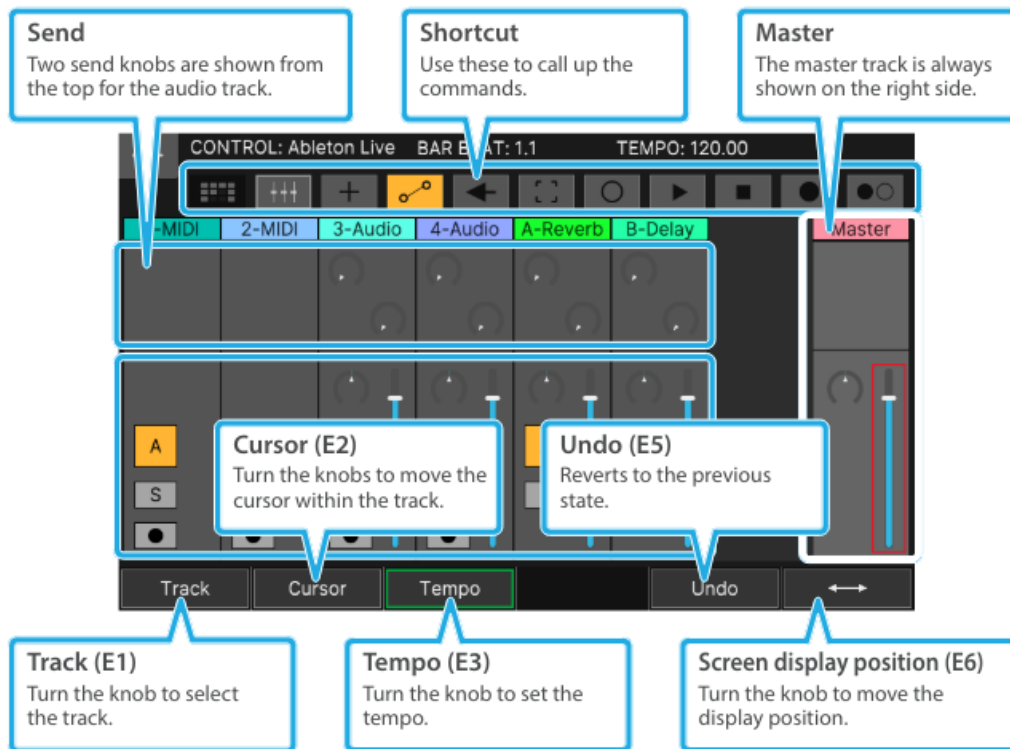 Send
Two send knobs are shown from
the top for the audio track.
Shortcut
Use these to call up the
commands.
Master
The master track is always
shown on the right side.
CONTROL: Ableton Live BAR BEAT: 1.1 TEMPO: 120.00
-MIDI 2-MIDI 3-Audio 4-Audio A-Reverb B-Delay Master
A
S
Cursor (E2)
Turn the knobs to move the
cursor within the track.
Undo (E5)
Reverts to the previous
state.
Track Cursor Tempo Undo
Track (E1)
Turn the knob to select
the track.
Tempo (E3)
Turn the knob to set the
tempo.
Screen display position (E6)
Turn the knob to move the
display position.